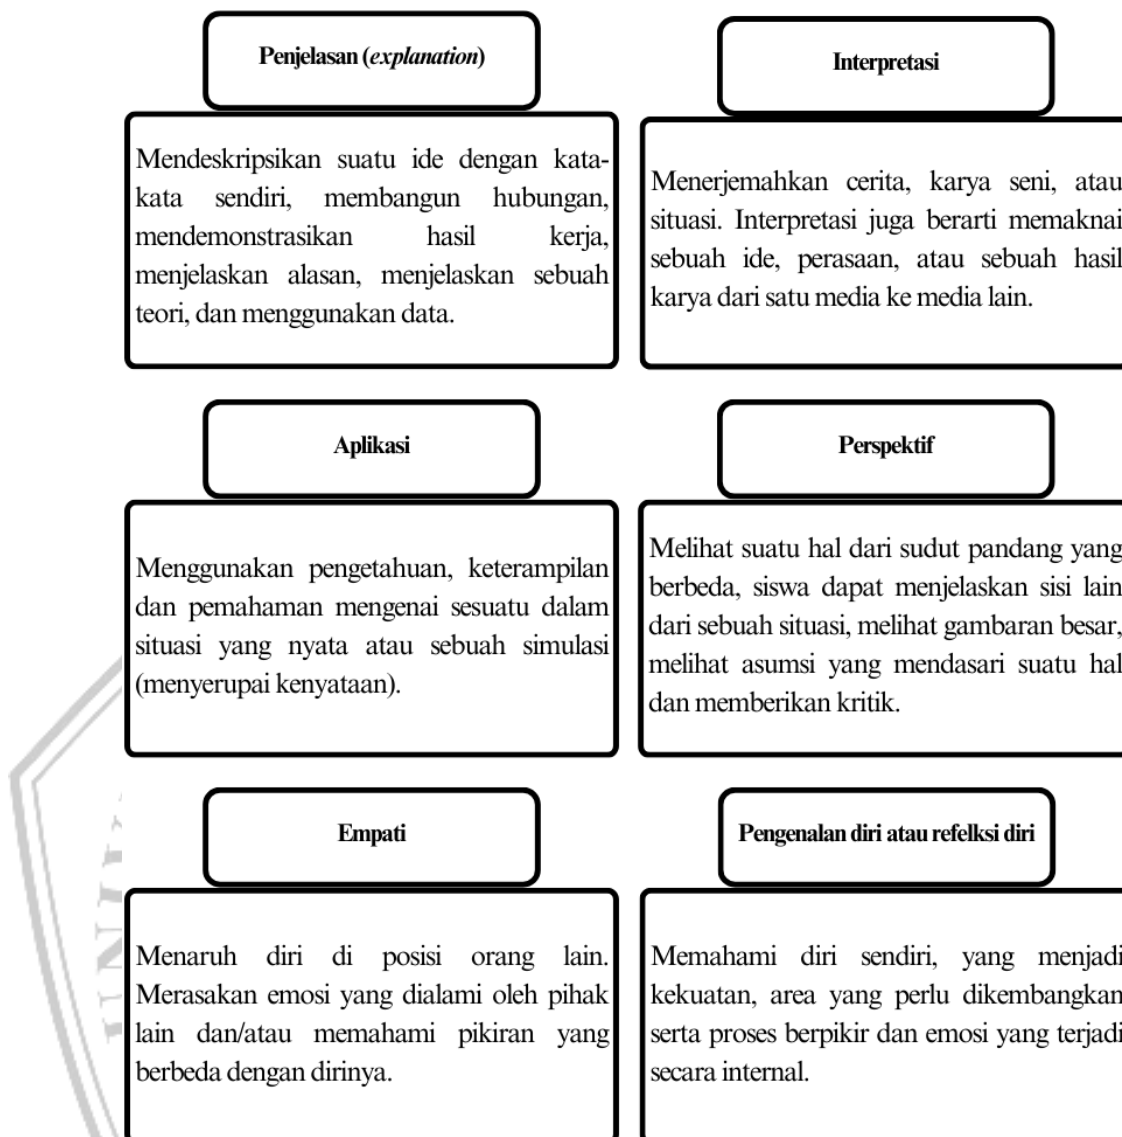 Penjelasan (explanation)
Mendeskripsikan suatu ide dengan kata-
kata sendiri, membangun hubungan,
mendemonstrasikan hasil kerja,
menjelaskan alasan, menjelaskan sebuah
teori, dan menggunakan data.
Interpretasi
Menerjemahkan cerita, karya seni, atau
situasi. Interpretasi juga berarti memaknai
sebuah ide, perasaan, atau sebuah hasil
karya dari satu media ke media lain.
Aplikasi
Menggunakan pengetahuan, keterampilan
dan pemahaman mengenai sesuatu dalam
situasi yang nyata atau sebuah simulasi
(menyerupai kenyataan).
Perspektif
Melihat suatu hal dari sudut pandang yang
berbeda, siswa dapat menjelaskan sisi lain
dari sebuah situasi, melihat gambaran besar,
melihat asumsi yang mendasari suatu hal
dan memberikan kritik.
Empati
Menaruh diri di posisi orang lain.
Merasakan emosi yang dialami oleh pihak
lain dan/atau memahami pikiran yang
berbeda dengan dirinya.
Pengenalan diri atau refelksi diri
Memahami diri sendiri, yang menjadi
kekuatan, area yang perlu dikembangkan
serta proses berpikir dan emosi yang terjadi
secara internal.